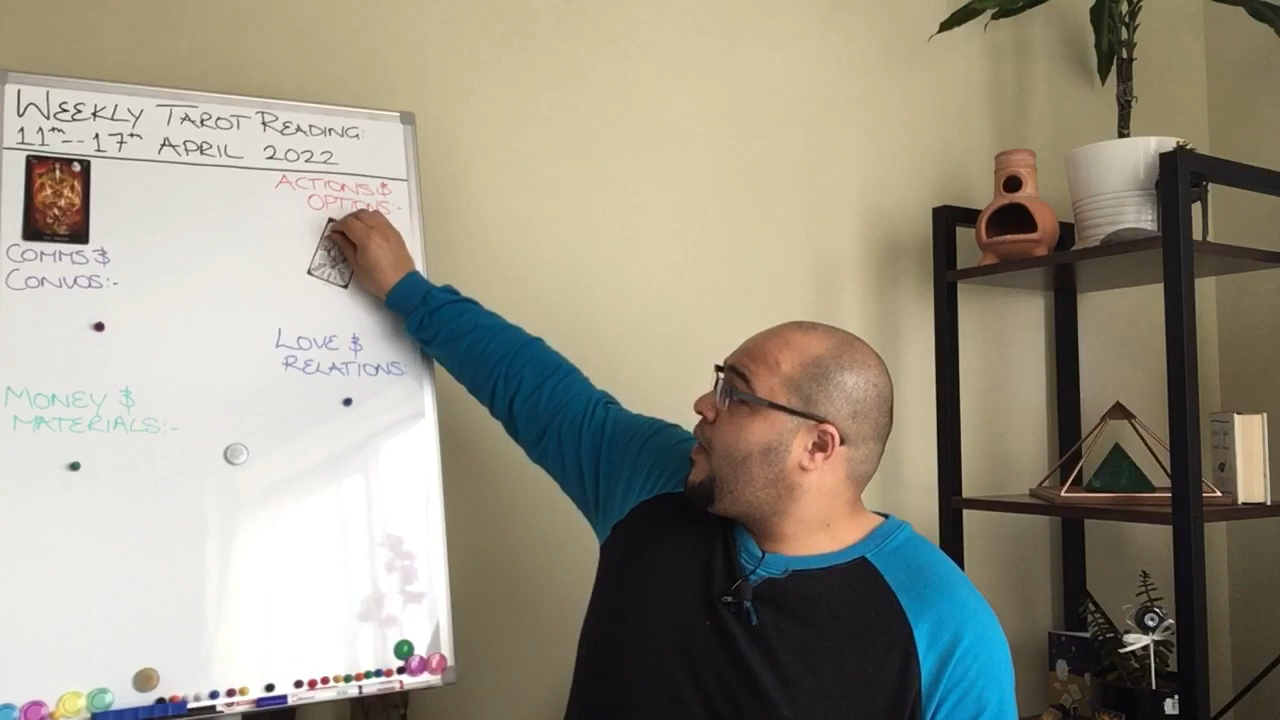 WEEKLY TAROT READING:
11th--17th APRIL 2022
ACTIONS &
OPTIONS:-
COMMS &
CONVOS:-
LOVE &
RELATIONS:
MONEY &
MATERIALS:-